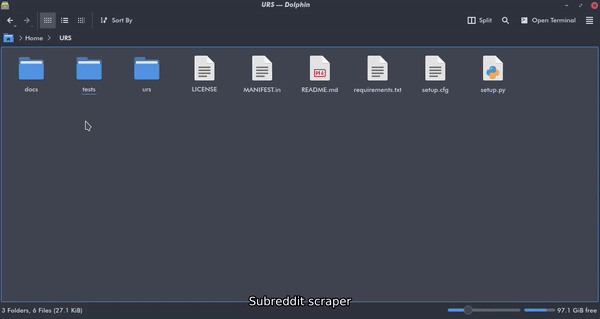 URS — Dolphin
Sort By
Split
Open Terminal
Home > URS
docs
tests
urs
LICENSE
MANIFEST.in
README.md
requirements.txt
setup.cfg
setup.py
Subreddit scraper
3 Folders, 6 Files (27.1 KiB)
97.1 GiB free